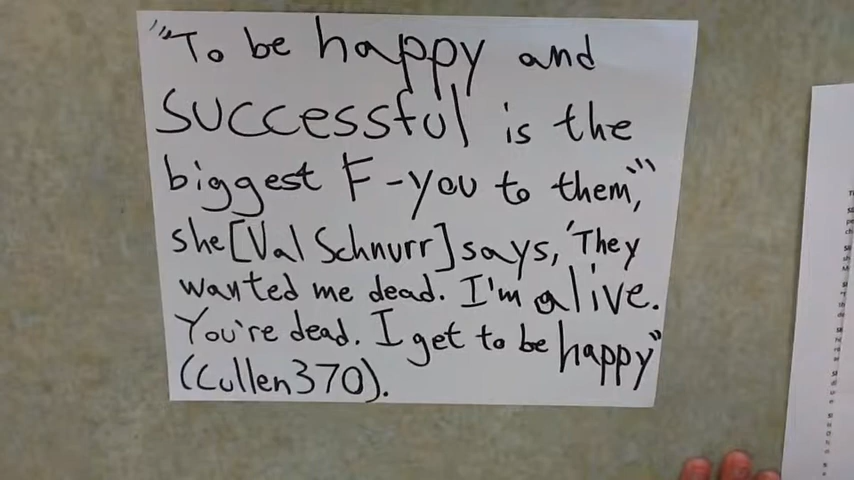 "'"To be happy and
successful is the
biggest F-you to them,"'"
she [Val Schnurr] says, 'They
wanted me dead. I'm alive.
You're dead. I get to be happy"
(Cullen 370).